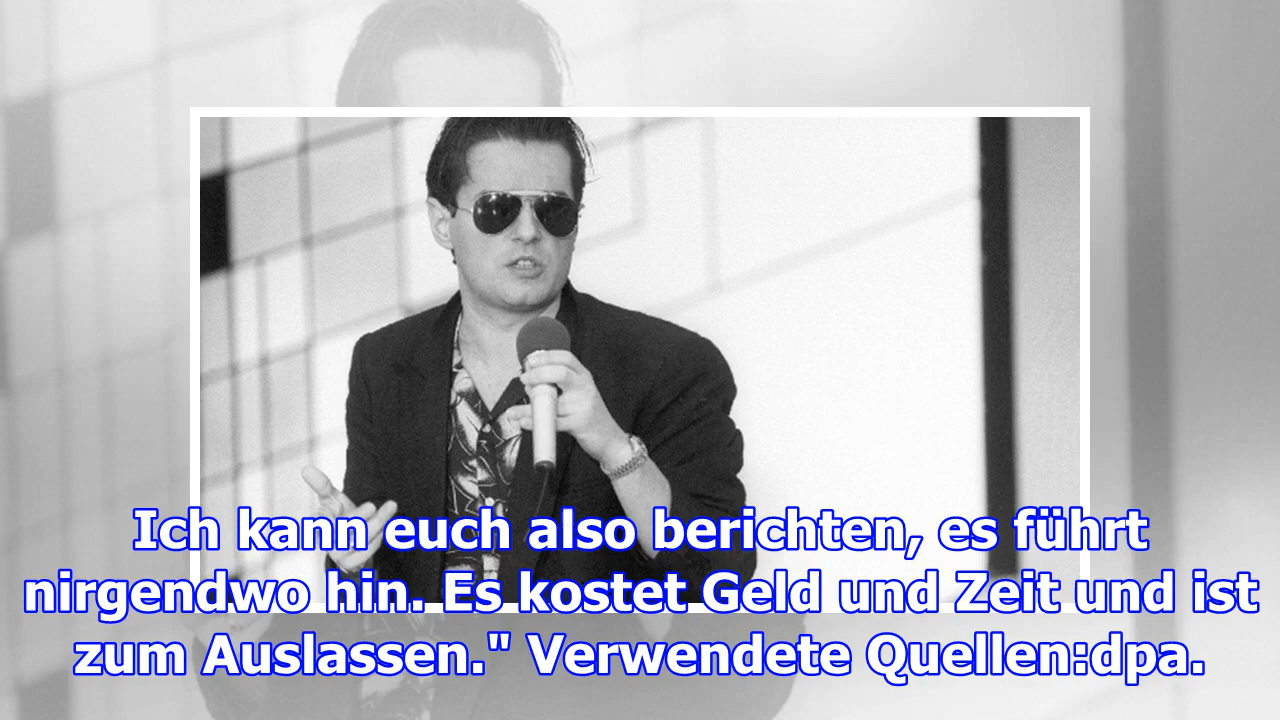 Ich kann euch also berichten, es führt
nirgendwo hin. Es kostet Geld und Zeit und ist
zum Auslassen." Verwendete Quellen:dpa.